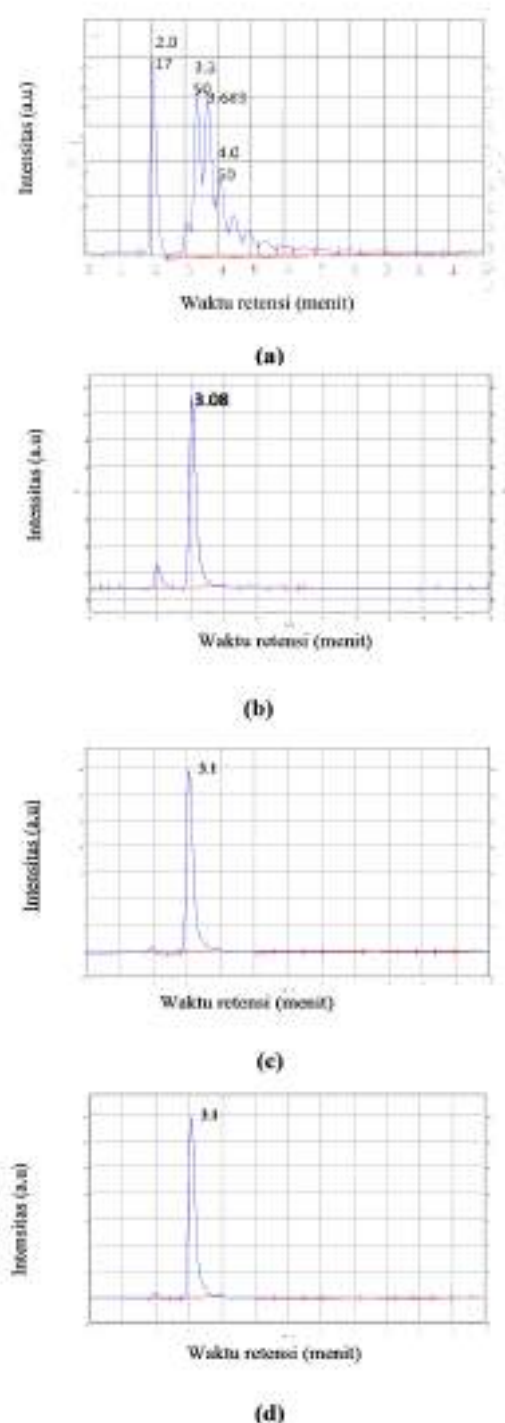 2.0
17
3.3
50
3.683
4.0
50
Intensitas (a.u)
Waktu retensi (menit)
(a)
3.08
Intensitas (a.u)
Waktu retensi (menit)
(b)
3.1
Intensitas (a.u)
Waktu retensi (menit)
(c)
3.1
Intensitas (a.u)
Waktu retensi (menit)
(d)